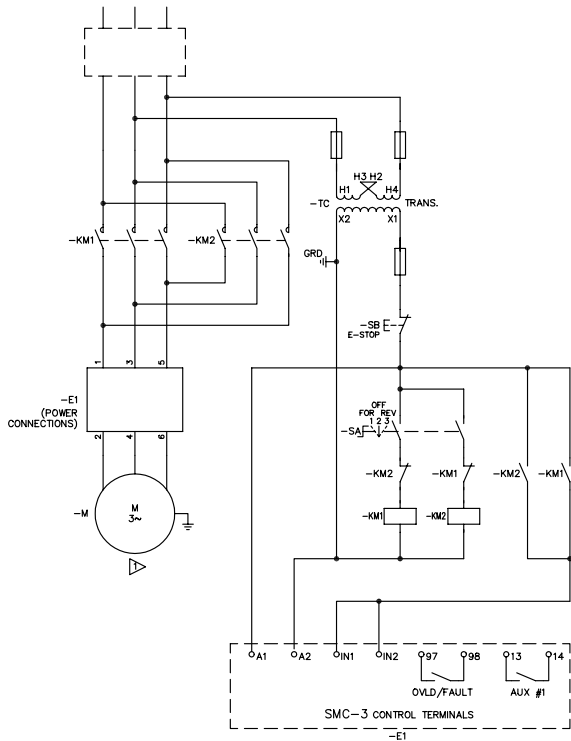 H3 H2
H1 H4
-TC TRANS.
X2 X1
-KM1 -KM2
GRD
-SB
E-STOP
1 3 5
-E1
(POWER
CONNECTIONS)
2 4 6
OFF
FOR REV
1 2 3
-SA
-KM2 -KM1 -KM2 -KM1
-M
M
3~
-KM1 -KM2
1
A1 A2 IN1 IN2 97 98 13 14
OVLD/FAULT AUX #1
SMC-3 CONTROL TERMINALS
-E1